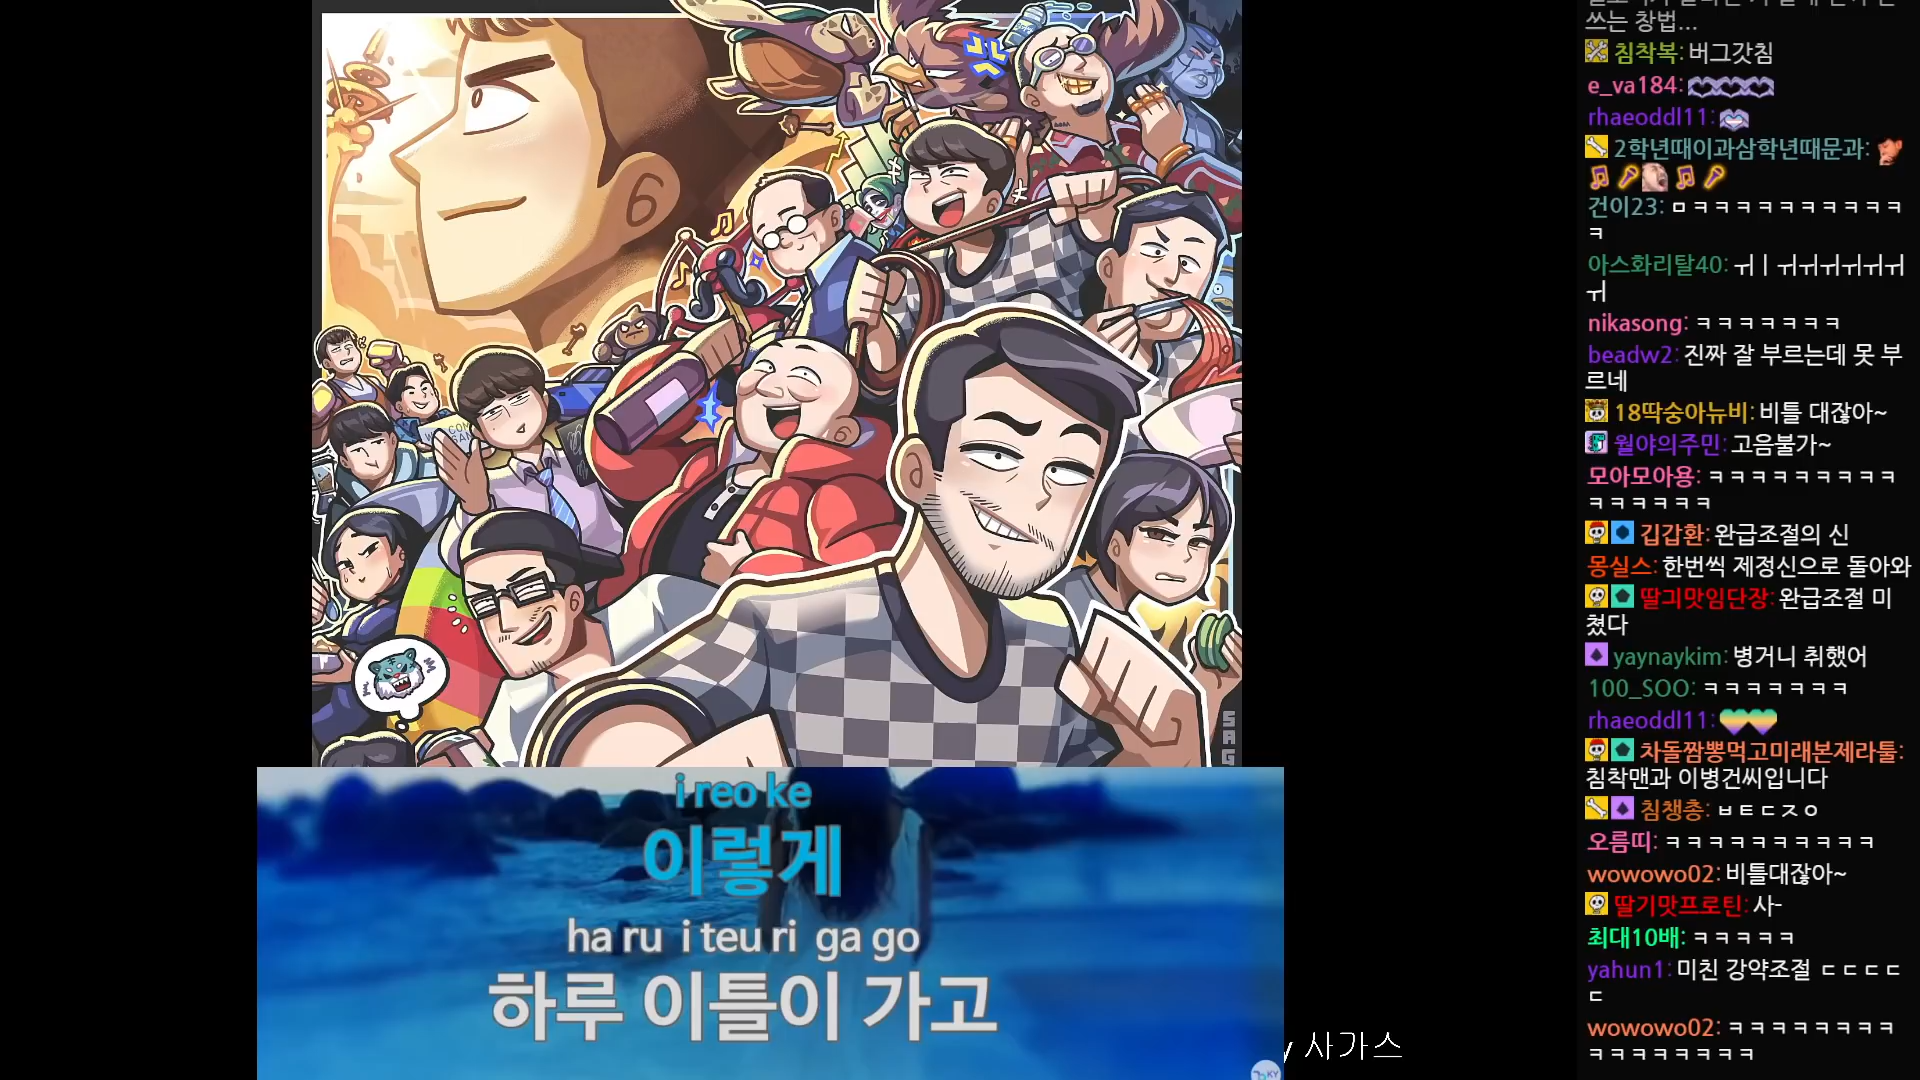 쓰는 창법...
침착복: 버그갓침
e_va184:
rhaeoddl11:
2학년때이과삼학년때문과:
건이23: ㅁㅋㅋㅋㅋㅋㅋㅋㅋㅋㅋ
ㅋ
아스화리탈40: ㅟㅣㅟㅟㅟㅟㅟㅟ
ㅟ
nikasong: ㅋㅋㅋㅋㅋㅋㅋ
beadw2: 진짜 잘 부르는데 못 부
르네
18딱숭아뉴비: 비틀 대잖아~
월야의주민: 고음불가~
모아모아용: ㅋㅋㅋㅋㅋㅋㅋㅋㅋ
ㅋㅋㅋㅋㅋㅋ
김갑환: 완급조절의 신
몽실스: 한번씩 제정신으로 돌아와
딸긔맛임단장: 완급조절 미
쳤다
yaynaykim: 병거니 취했어
100_SOO: ㅋㅋㅋㅋㅋㅋㅋ
rhaeoddl11:
차돌짬뽕먹고미래본제라툴:
침착맨과 이병건씨입니다
침책총: ㅂㅌㄷㅈㅇ
오름띠: ㅋㅋㅋㅋㅋㅋㅋㅋㅋㅋ
wowowo02: 비틀대잖아~
딸기맛프로틴: 사-
최대10배: ㅋㅋㅋㅋㅋ
yahun1: 미친 강약조절 ㄷㄷㄷㄷ
ㄷ
wowowo02: ㅋㅋㅋㅋㅋㅋㅋㅋ
ㅋㅋㅋㅋㅋㅋㅋㅋ
6
SAG
i reo ke
이렇게
ha ru i teu ri ga go
하루 이틀이 가고
KY
y 사가스